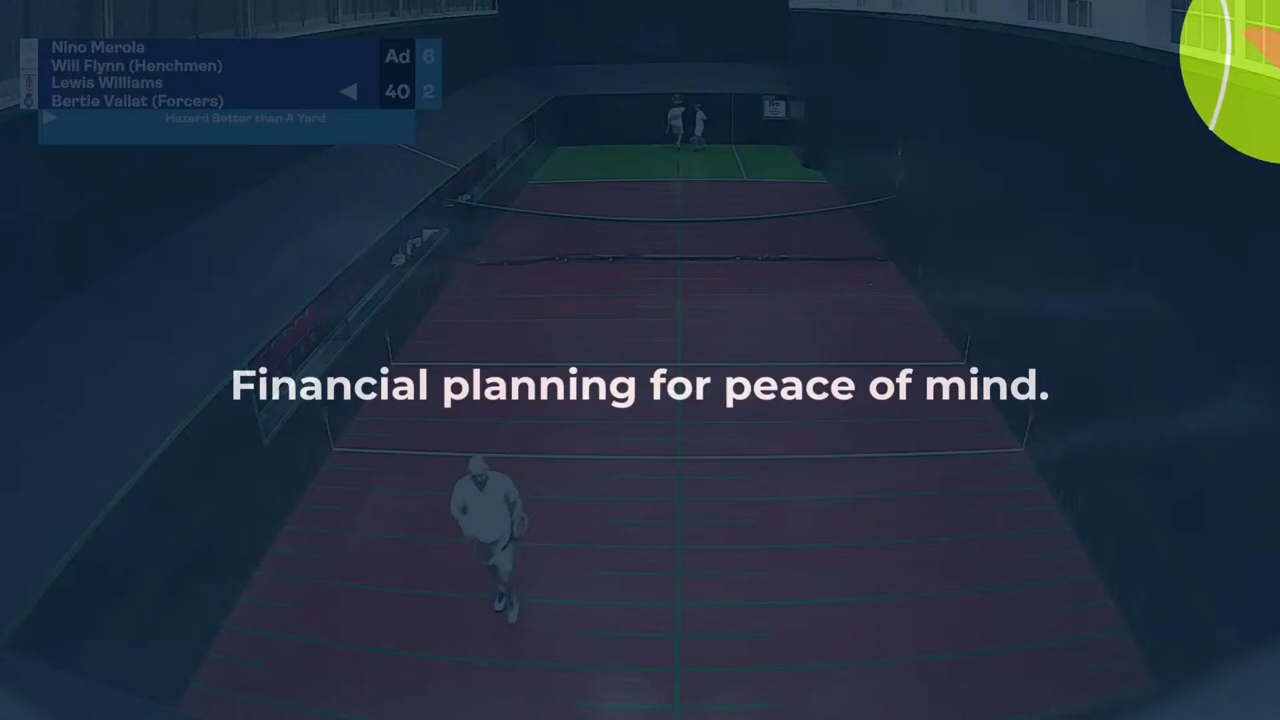 Nino Merola
Will Flynn (Henchmen)
Lewis Williams
Bertie Vallat (Forcers)
Ad 6
40 2
Hazard Better than A Yard
Financial planning for peace of mind.